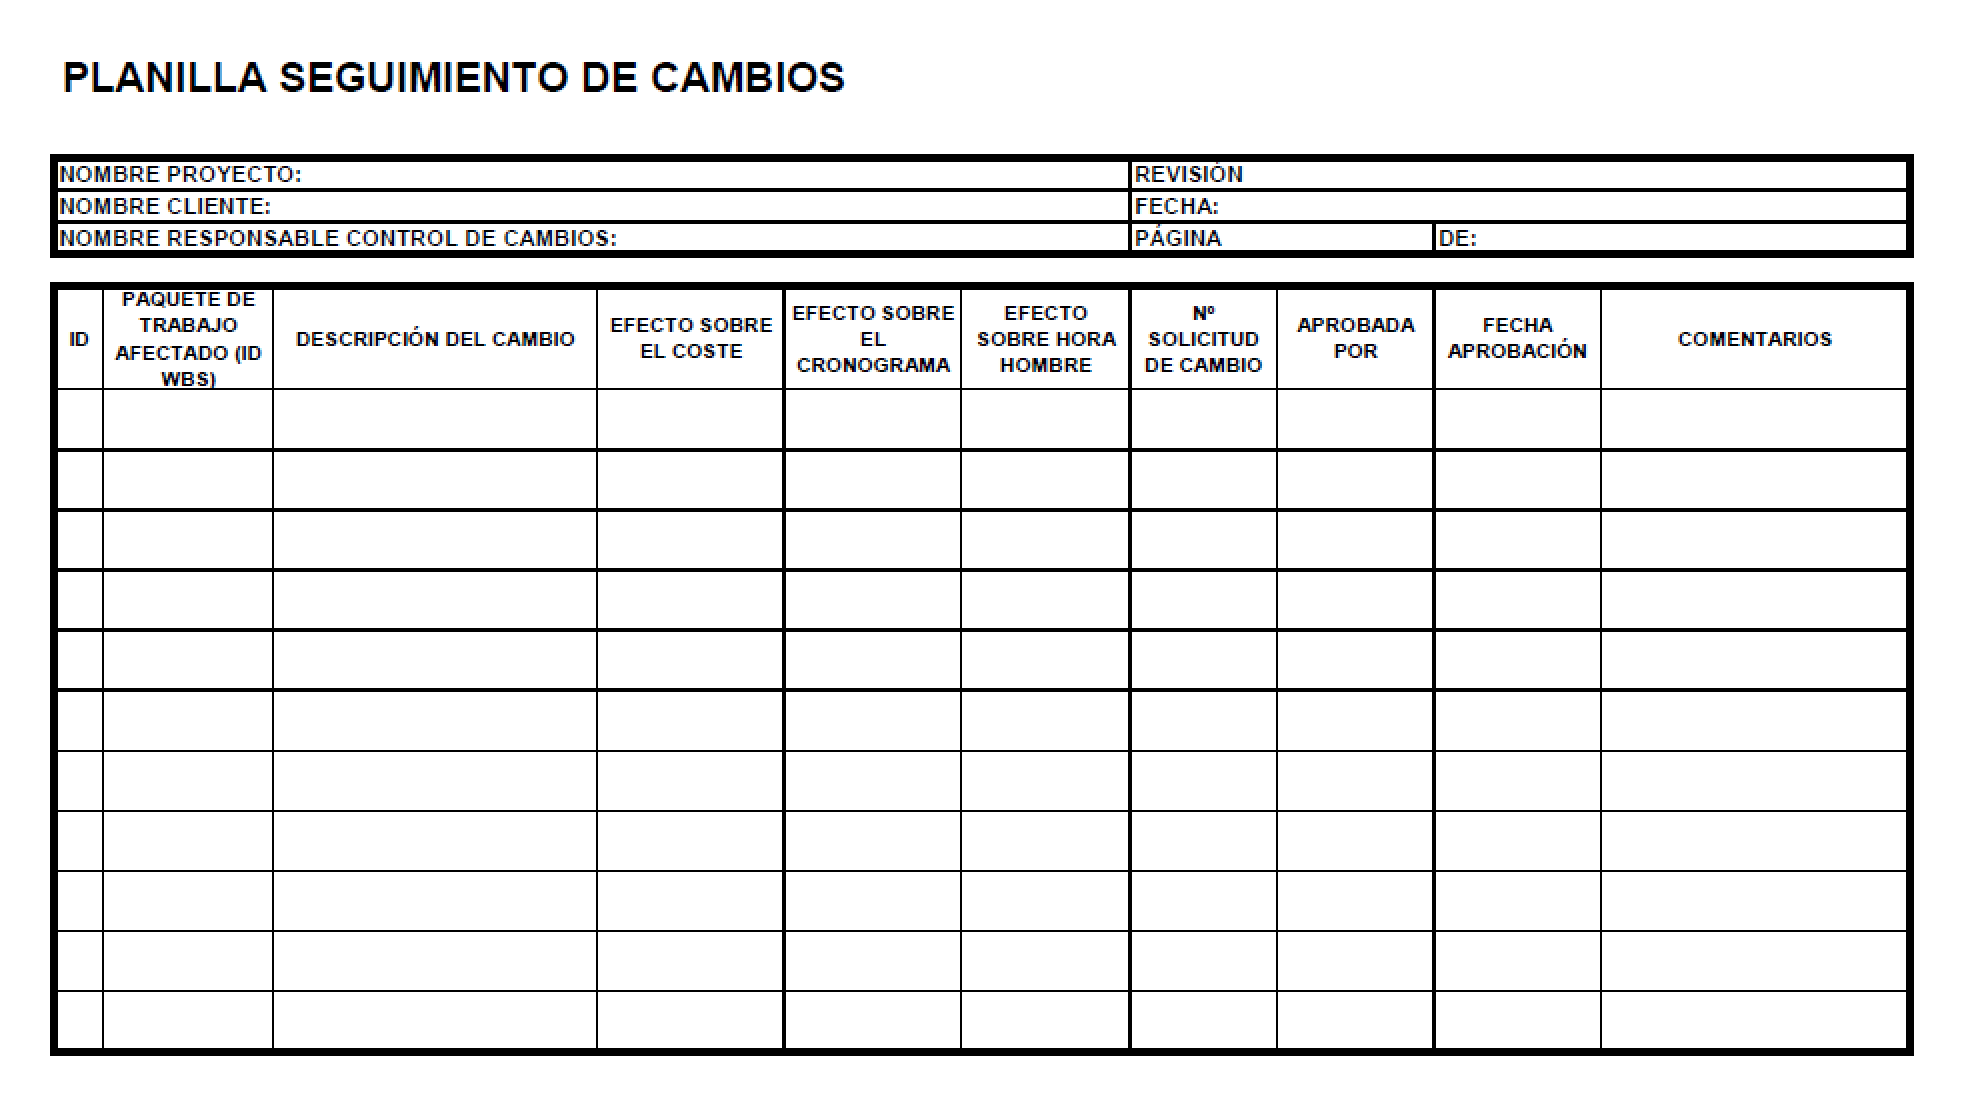 PLANILLA SEGUIMIENTO DE CAMBIOS
NOMBRE PROYECTO:
REVISIÓN
NOMBRE CLIENTE:
FECHA:
NOMBRE RESPONSABLE CONTROL DE CAMBIOS:
PÁGINA
DE:
ID
PAQUETE DE
TRABAJO
AFECTADO (ID
WBS)
DESCRIPCIÓN DEL CAMBIO
EFECTO SOBRE
EL COSTE
EFECTO SOBRE
EL
CRONOGRAMA
EFECTO
SOBRE HORA
HOMBRE
Nº
SOLICITUD
DE CAMBIO
APROBADA
POR
FECHA
APROBACIÓN
COMENTARIOS